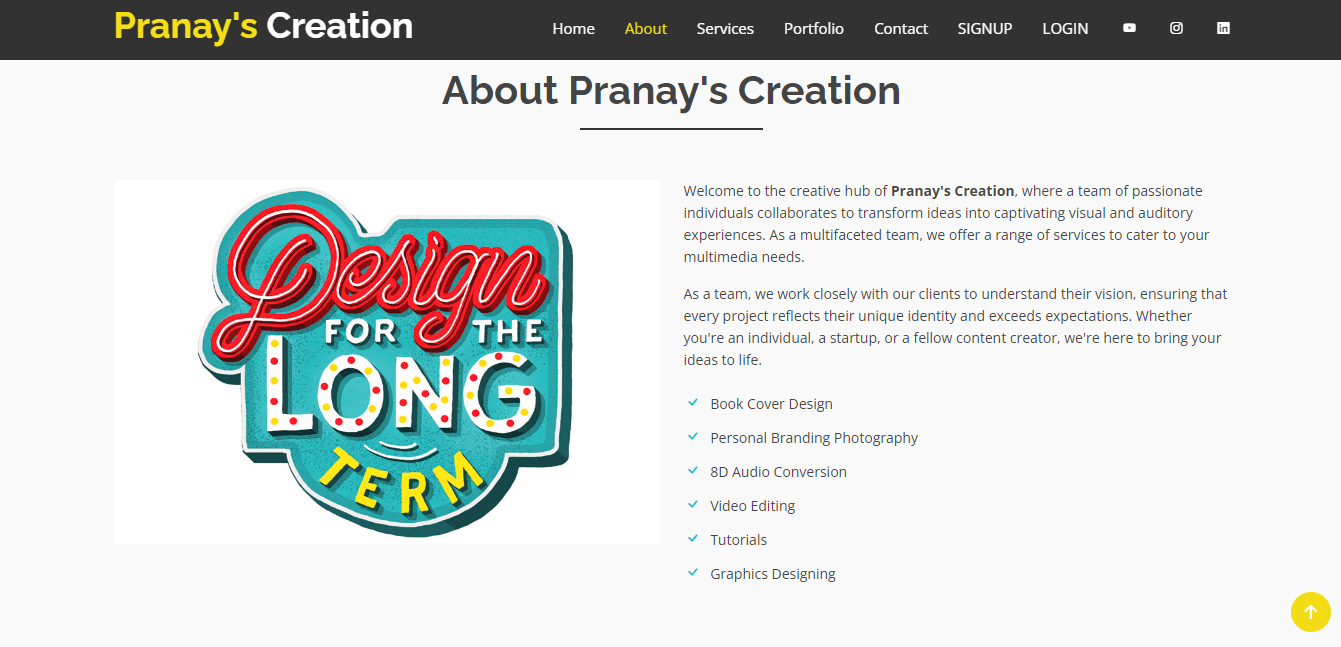 Pranay's Creation
Home About Services Portfolio Contact SIGNUP LOGIN
About Pranay's Creation
Design
FOR THE
LONG
TERM
Welcome to the creative hub of Pranay's Creation, where a team of passionate
individuals collaborates to transform ideas into captivating visual and auditory
experiences. As a multifaceted team, we offer a range of services to cater to your
multimedia needs.
As a team, we work closely with our clients to understand their vision, ensuring that
every project reflects their unique identity and exceeds expectations. Whether
you're an individual, a startup, or a fellow content creator, we're here to bring your
ideas to life.
Book Cover Design
Personal Branding Photography
8D Audio Conversion
Video Editing
Tutorials
Graphics Designing